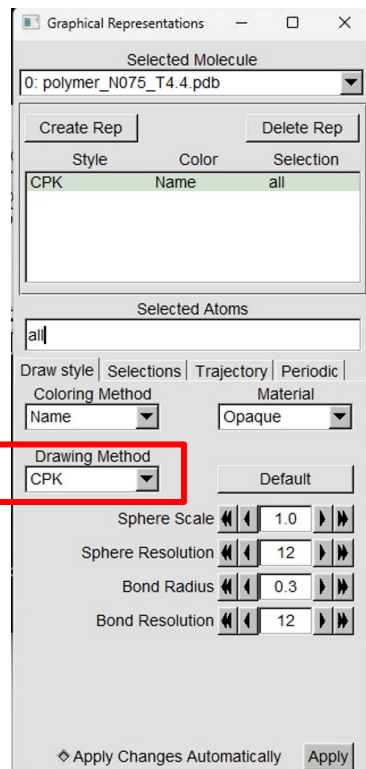 Graphical Representations
Selected Molecule
0: polymer_N075_T4.4.pdb
Create Rep Delete Rep
Style Color Selection
CPK Name all
Selected Atoms
all
Draw style Selections Trajectory Periodic
Coloring Method Material
Name Opaque
Drawing Method
CPK Default
Sphere Scale 1.0
Sphere Resolution 12
Bond Radius 0.3
Bond Resolution 12
Apply Changes Automatically Apply